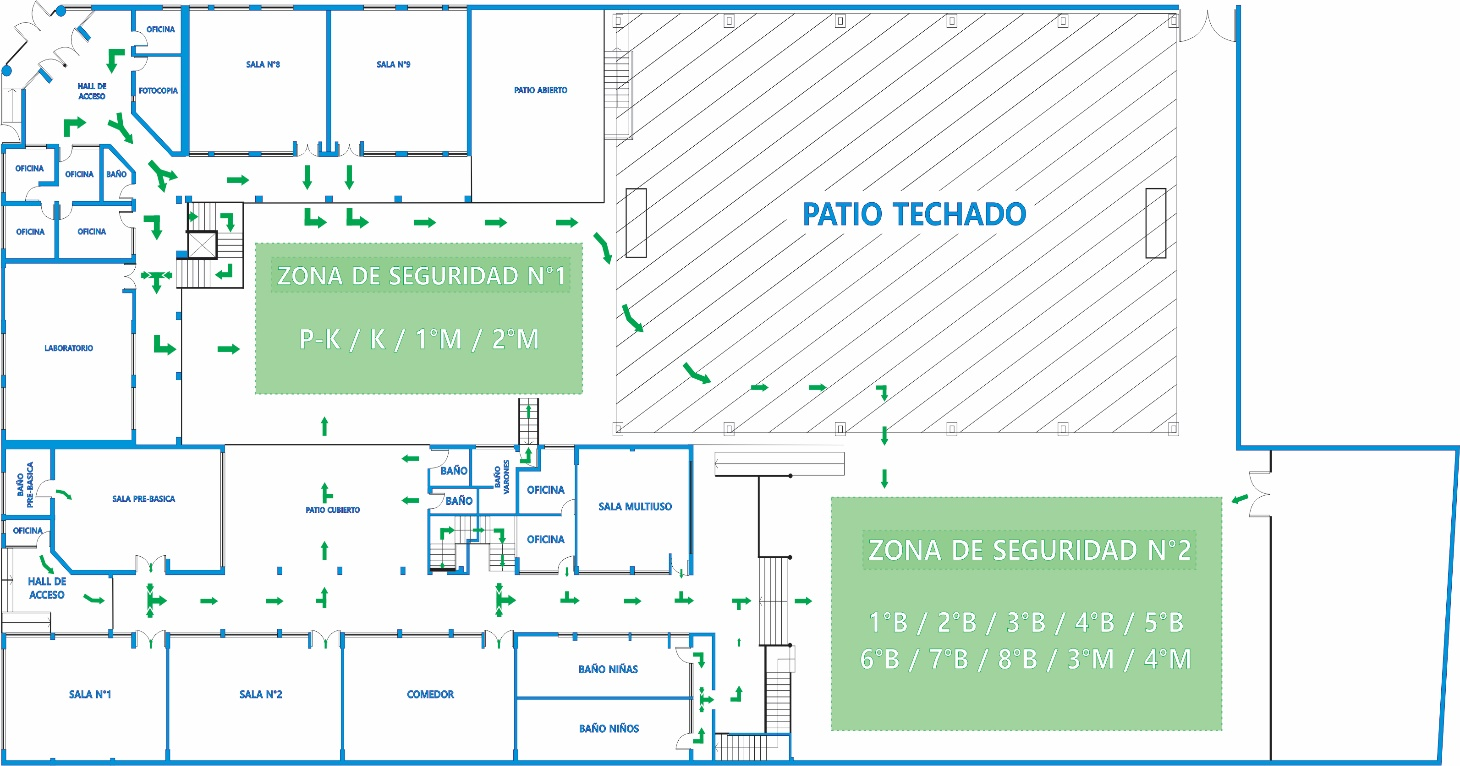 OFICINA
SALA N°8
SALA N°9
HALL DE
ACCESO
FOTOCOPIA
PATIO ABIERTO
OFICINA
OFICINA
BAÑO
OFICINA
OFICINA
PATIO TECHADO
ZONA DE SEGURIDAD N°1
P-K / K / 1°M / 2°M
LABORATORIO
BAÑO
PRE-BASICA
SALA PRE-BASICA
PATIO CUBIERTO
BAÑO
BAÑO
BAÑO
VARONES
OFICINA
OFICINA
SALA MULTIUSO
OFICINA
HALL DE
ACCESO
ZONA DE SEGURIDAD N°2
1°B / 2°B / 3°B / 4°B / 5°B
6°B / 7°B / 8°B / 3°M / 4°M
SALA N°1
SALA N°2
COMEDOR
BAÑO NIÑAS
BAÑO NIÑOS